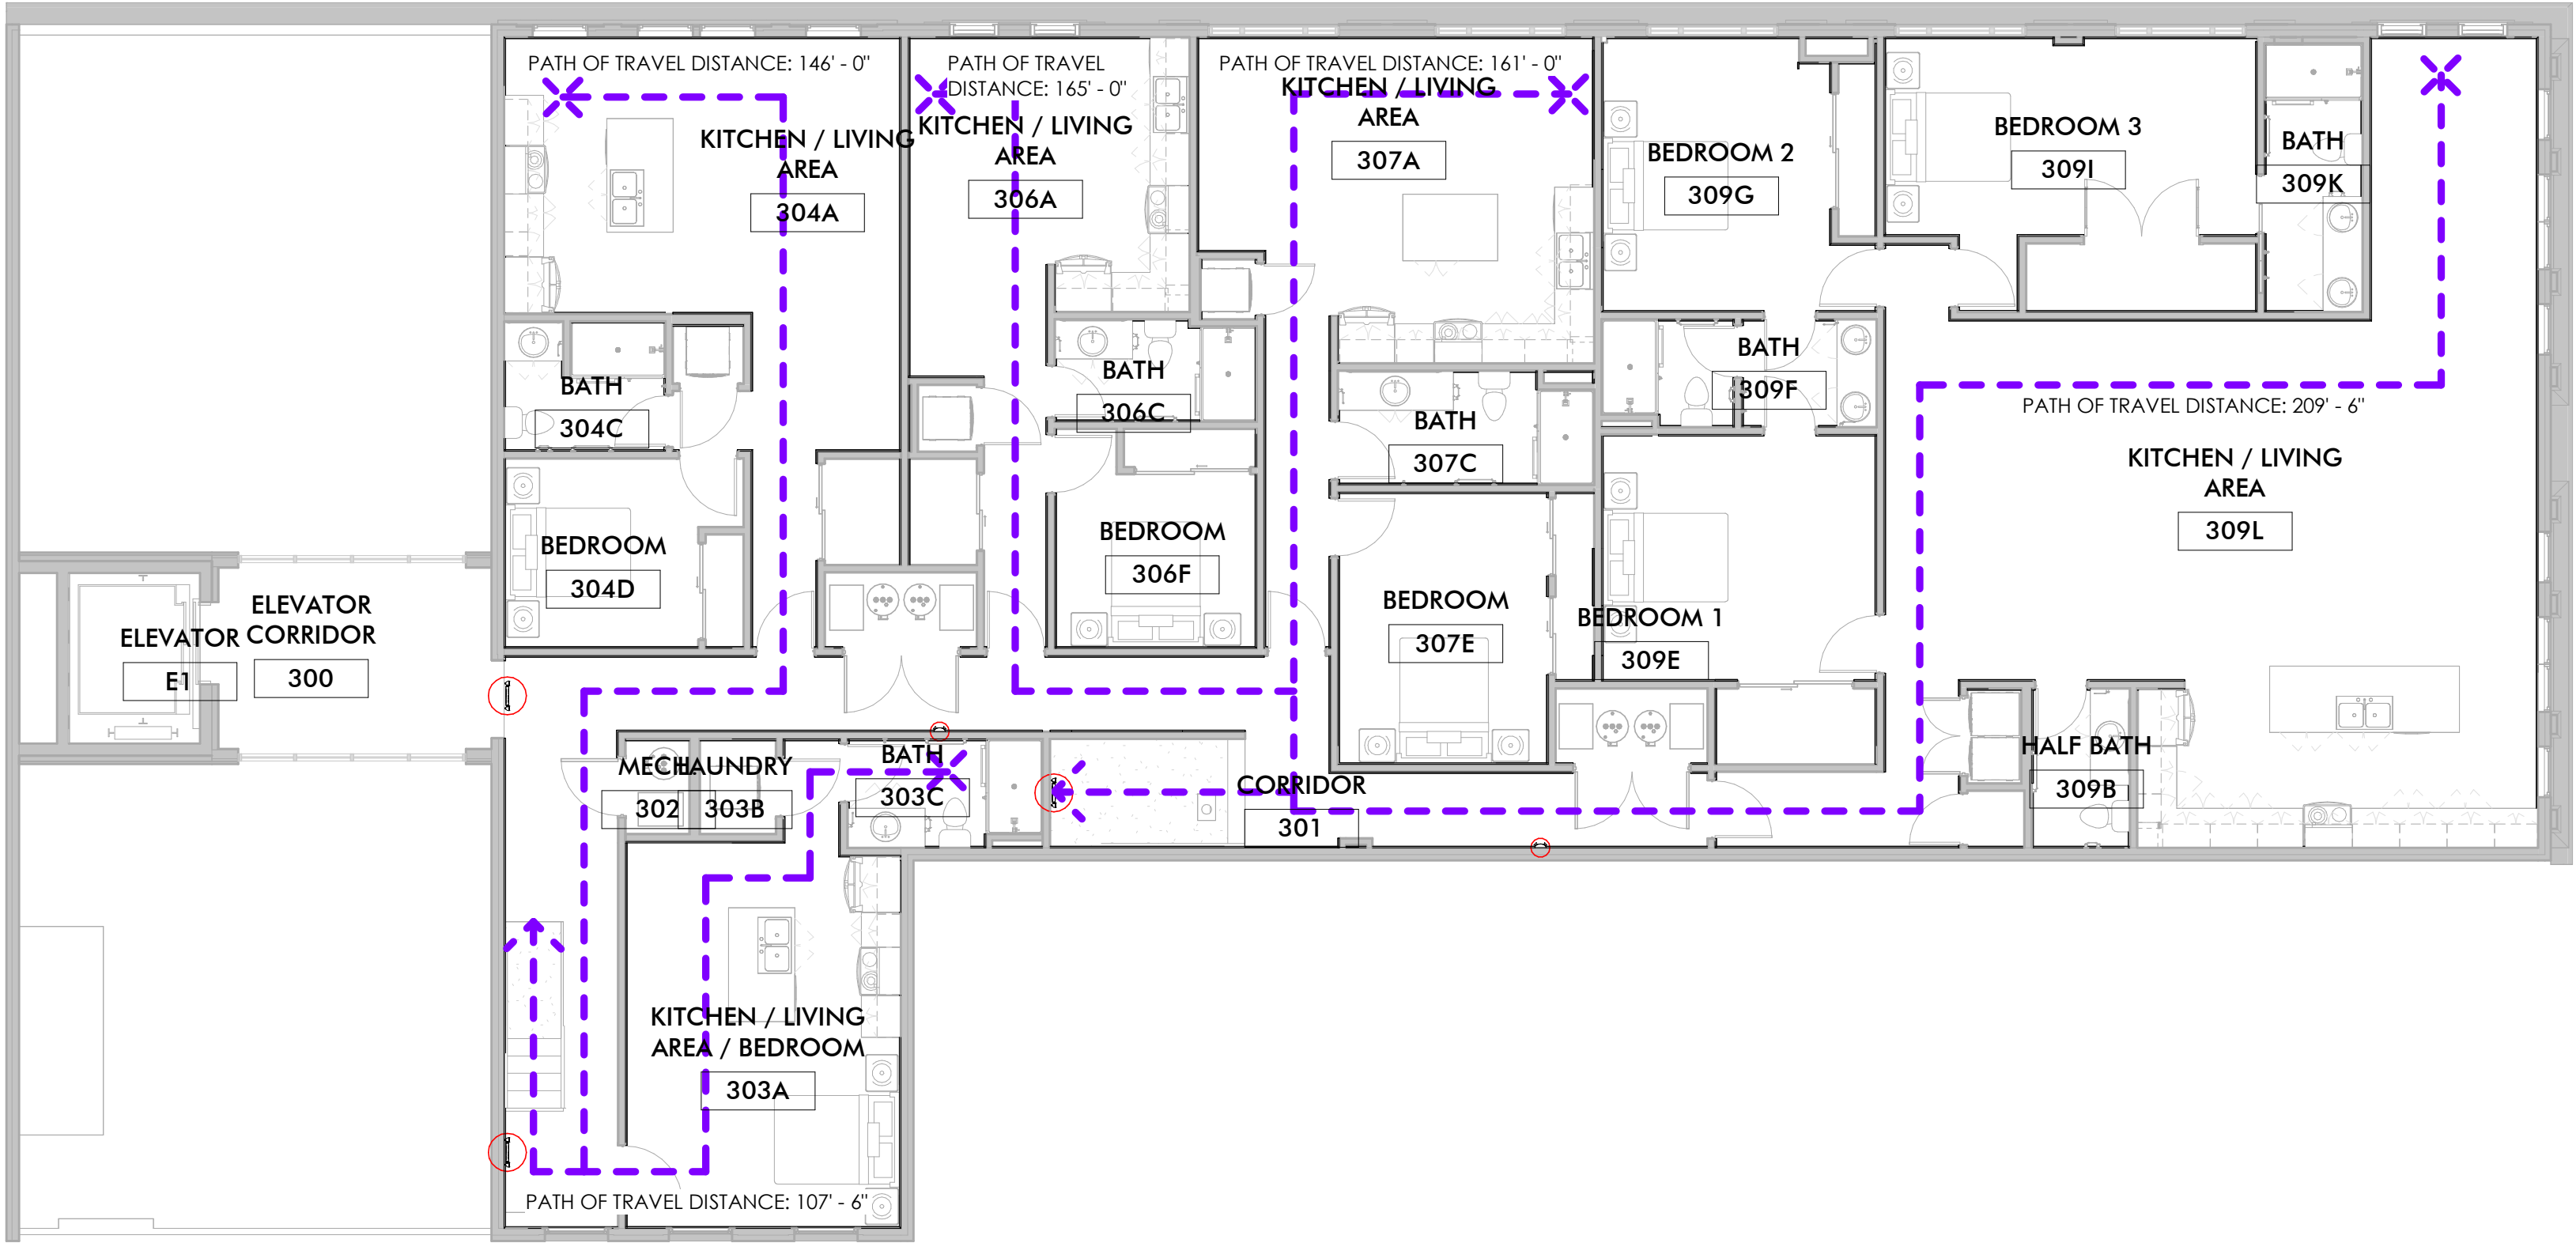 PATH OF TRAVEL DISTANCE: 146' - 0"
PATH OF TRAVEL
DISTANCE: 165' - 0"
PATH OF TRAVEL DISTANCE: 161' - 0"
KITCHEN / LIVING
AREA
304A
KITCHEN / LIVING
AREA
306A
KITCHEN / LIVING
AREA
307A
BEDROOM 2
309G
BEDROOM 3
309I
BATH
309K
BATH
304C
BATH
306C
BATH
307C
BATH
309F
PATH OF TRAVEL DISTANCE: 209' - 6"
KITCHEN / LIVING
AREA
309L
BEDROOM
304D
BEDROOM
306F
BEDROOM
307E
BEDROOM 1
309E
ELEVATOR
E1
ELEVATOR
CORRIDOR
300
MECH.
302
LAUNDRY
303B
BATH
303C
CORRIDOR
301
HALF BATH
309B
KITCHEN / LIVING
AREA / BEDROOM
303A
PATH OF TRAVEL DISTANCE: 107' - 6"